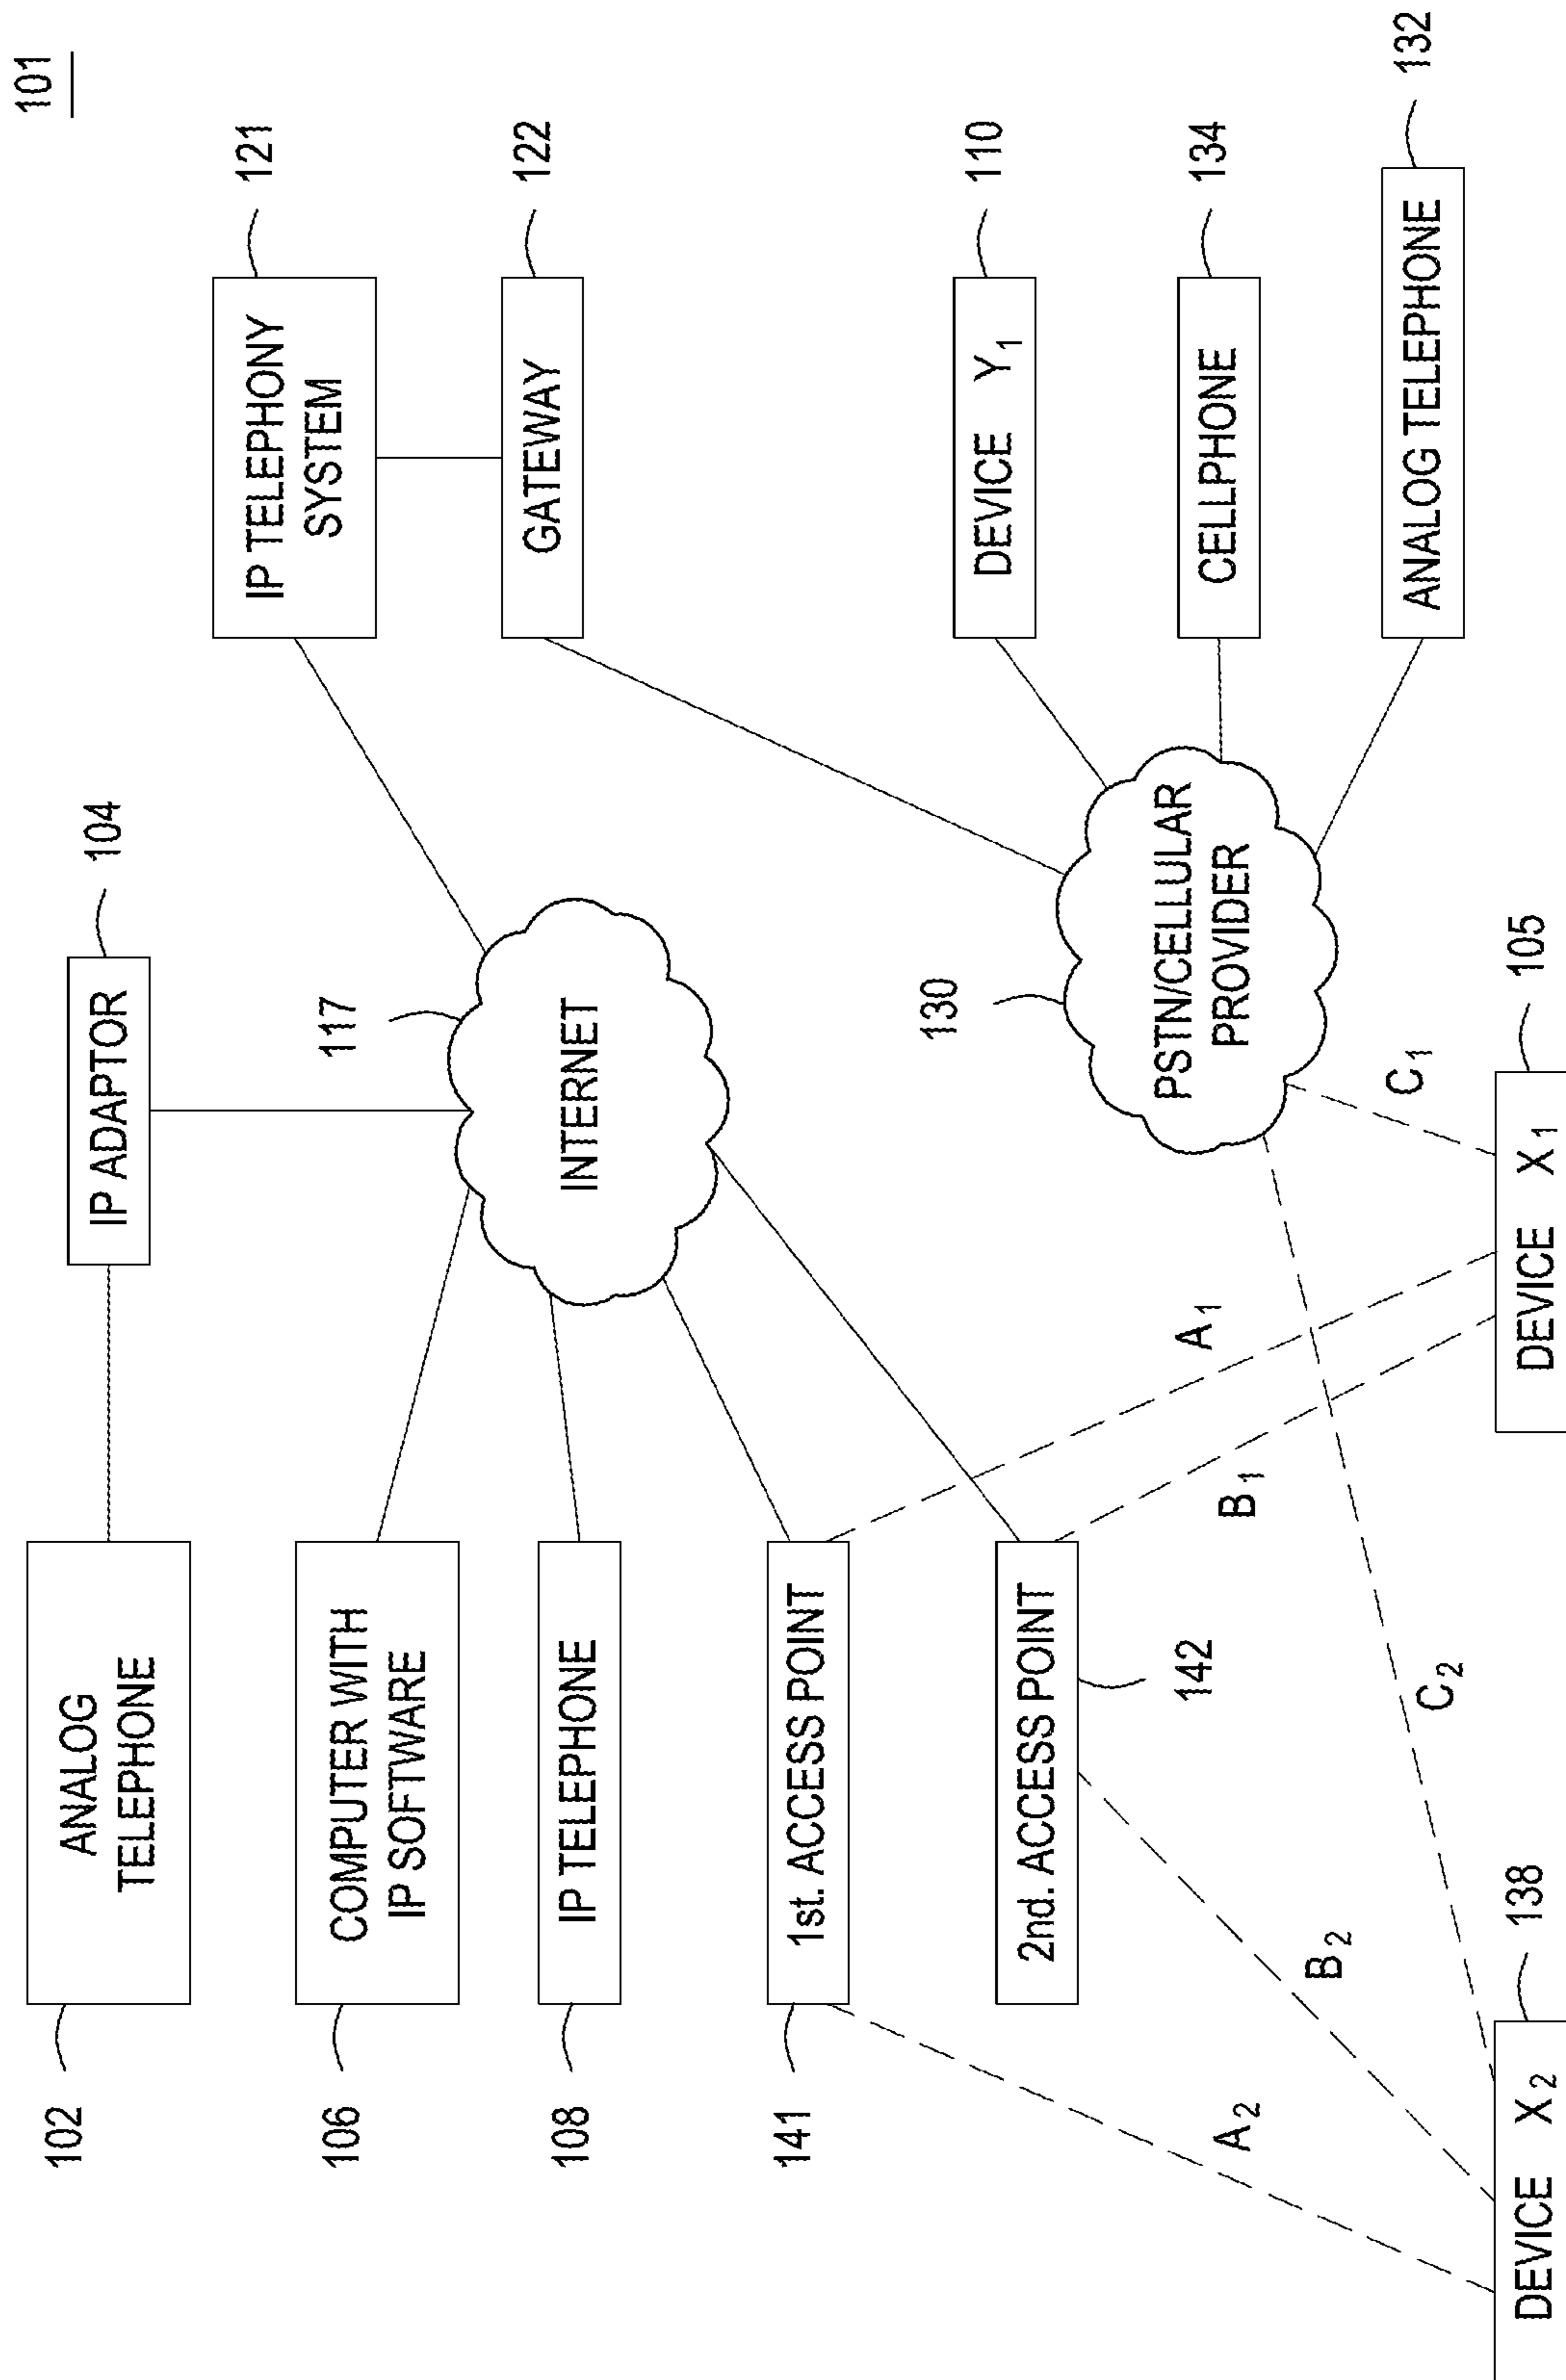 101
ANALOG
TELEPHONE
102
IP ADAPTOR
104
COMPUTER WITH
IP SOFTWARE
106
IP TELEPHONE
108
1st. ACCESS POINT
141
2nd. ACCESS POINT
142
INTERNET
117
IP TELEPHONY
SYSTEM
121
GATEWAY
122
PSTN/CELLULAR
PROVIDER
130
DEVICE Y₁
110
CELLPHONE
134
ANALOG TELEPHONE
132
A₂
B₂
C₂
A₁
B₁
C₁
DEVICE X₂
138
DEVICE X₁
105